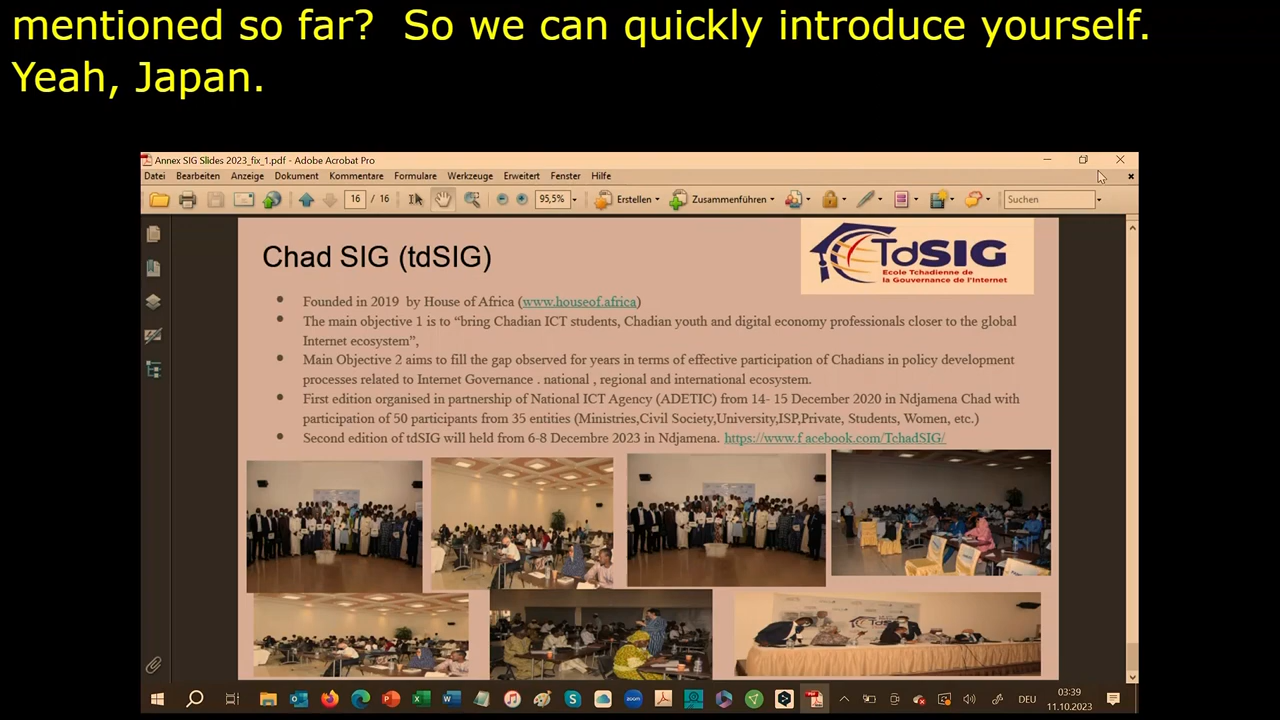 mentioned so far?  So we can quickly introduce yourself.
Yeah, Japan.
Annex SIG Slides 2023_fix_1.pdf - Adobe Acrobat Pro
Datei Bearbeiten Anzeige Dokument Kommentare Formulare Werkzeuge Erweitert Fenster Hilfe
16 / 16 95,5% Erstellen Zusammenführen Suchen
Chad SIG (tdSIG)
TdSIG
Ecole Tchadienne de
la Gouvernance de l'Internet
• Founded in 2019  by House of Africa (www.houseof.africa)
• The main objective 1 is to “bring Chadian ICT students, Chadian youth and digital economy professionals closer to the global
Internet ecosystem”,
• Main Objective 2 aims to fill the gap observed for years in terms of effective participation of Chadians in policy development
processes related to Internet Governance . national , regional and international ecosystem.
• First edition organised in partnership of National ICT Agency (ADETIC) from 14- 15 December 2020 in Ndjamena Chad with
participation of 50 participants from 35 entities (Ministries,Civil Society,University,ISP,Private, Students, Women, etc.)
• Second edition of tdSIG will held from 6-8 Decembre 2023 in Ndjamena. https://www.f acebook.com/TchadSIG/
TdSIG
zoom
DEU
03:39
11.10.2023